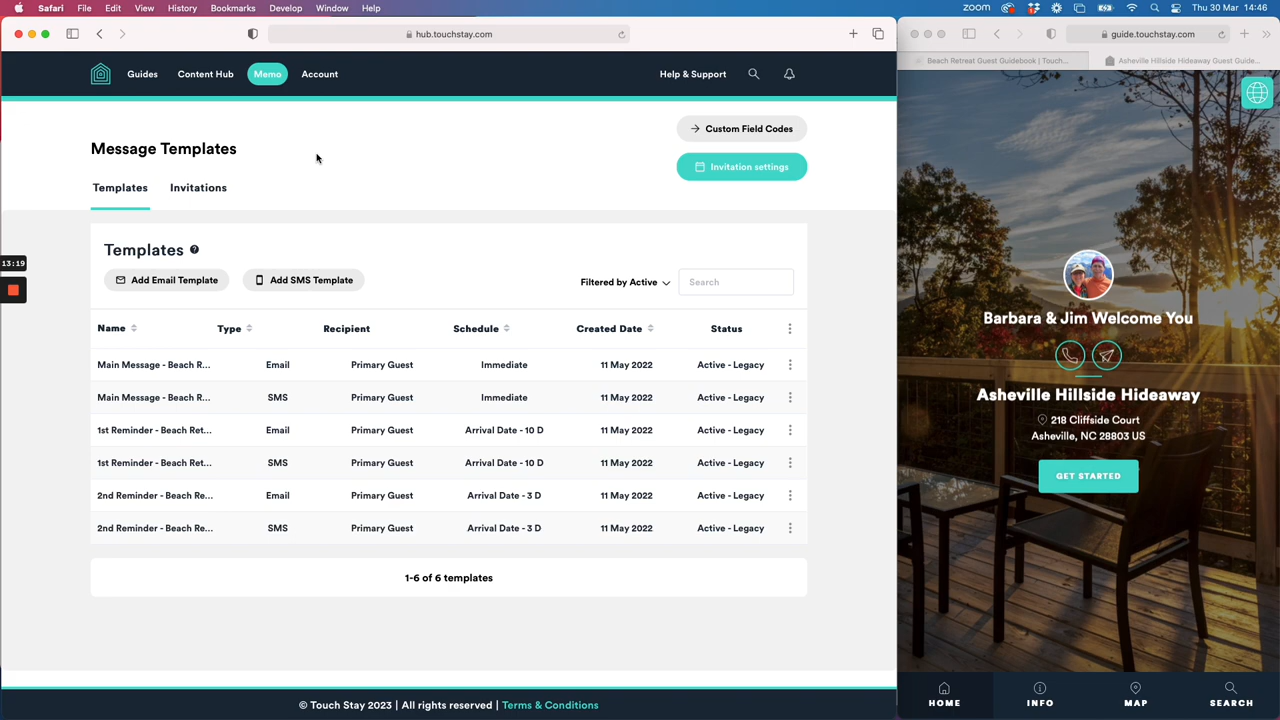 Safari File Edit View History Bookmarks Develop Window Help
zoom Thu 30 Mar 14:46
hub.touchstay.com
guide.touchstay.com
Beach Retreat Guest Guidebook | Touch...
Asheville Hillside Hideaway Guest Guide...
Guides Content Hub Memo Account Help & Support
Message Templates
Custom Field Codes
Invitation settings
Templates Invitations
13:19
Templates
Add Email Template Add SMS Template Filtered by Active Search
Name Type Recipient Schedule Created Date Status
Main Message - Beach R... Email Primary Guest Immediate 11 May 2022 Active - Legacy
Main Message - Beach R... SMS Primary Guest Immediate 11 May 2022 Active - Legacy
1st Reminder - Beach Ret... Email Primary Guest Arrival Date - 10 D 11 May 2022 Active - Legacy
1st Reminder - Beach Ret... SMS Primary Guest Arrival Date - 10 D 11 May 2022 Active - Legacy
2nd Reminder - Beach Re... Email Primary Guest Arrival Date - 3 D 11 May 2022 Active - Legacy
2nd Reminder - Beach Re... SMS Primary Guest Arrival Date - 3 D 11 May 2022 Active - Legacy
1-6 of 6 templates
© Touch Stay 2023 | All rights reserved | Terms & Conditions
Barbara & Jim Welcome You
Asheville Hillside Hideaway
218 Cliffside Court
Asheville, NC 28803 US
GET STARTED
HOME INFO MAP SEARCH